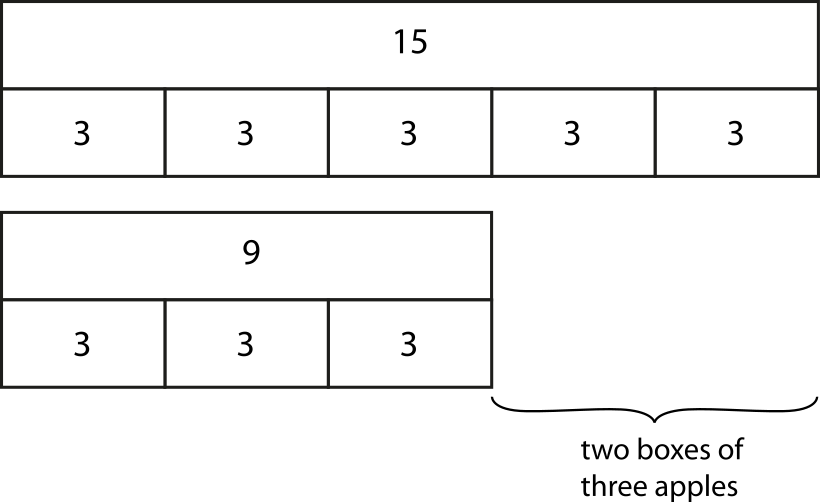 15
3 3 3 3 3
9
3 3 3
two boxes of
three apples